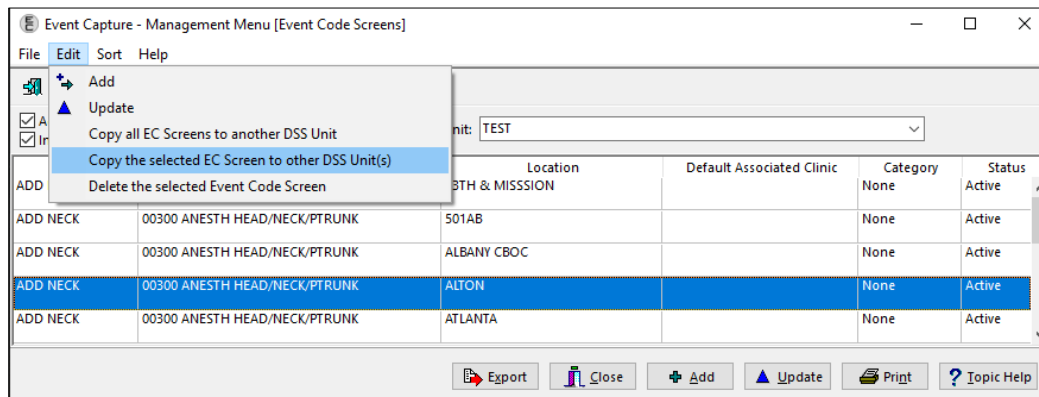 Event Capture - Management Menu [Event Code Screens]
File Edit Sort Help
Add
Update
Copy all EC Screens to another DSS Unit
Copy the selected EC Screen to other DSS Unit(s)
Delete the selected Event Code Screen
nit: TEST
Location Default Associated Clinic Category Status
ADD BTH & MISSSION None Active
ADD NECK 00300 ANESTH HEAD/NECK/PTRUNK 501AB None Active
ADD NECK 00300 ANESTH HEAD/NECK/PTRUNK ALBANY CBOC None Active
ADD NECK 00300 ANESTH HEAD/NECK/PTRUNK ALTON None Active
ADD NECK 00300 ANESTH HEAD/NECK/PTRUNK ATLANTA None Active
Export Close Add Update Print Topic Help